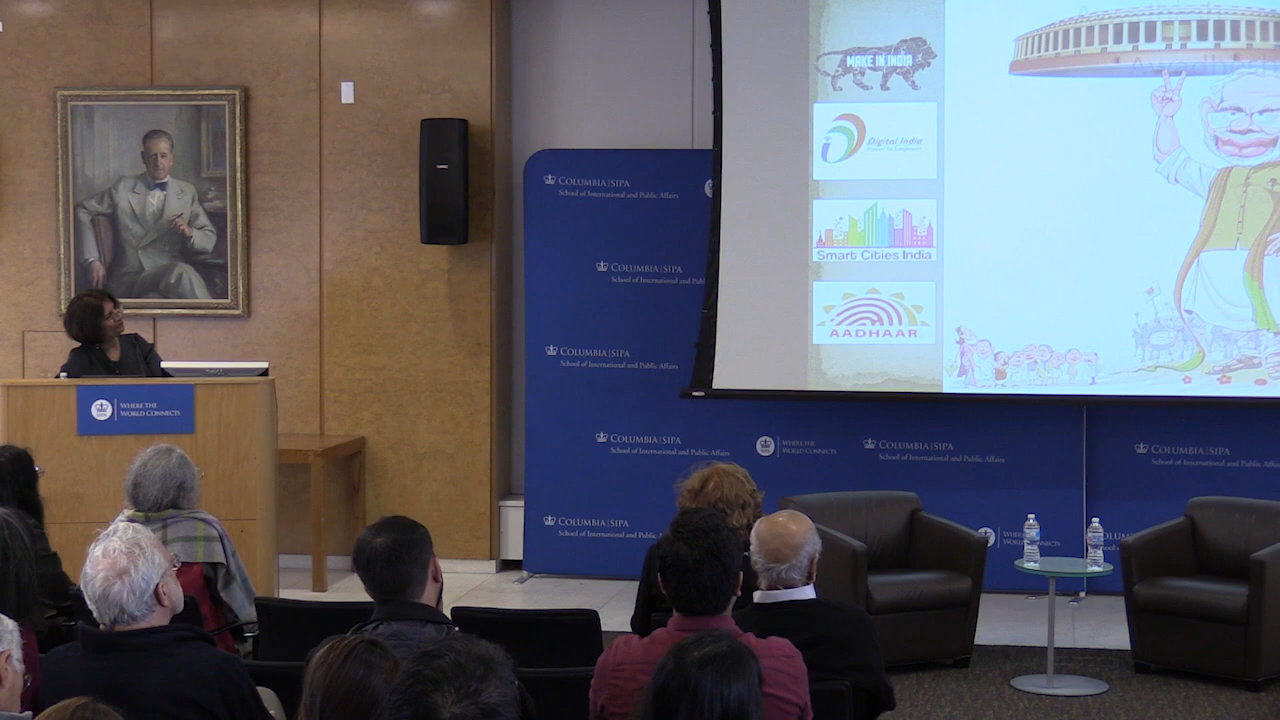 MAKE IN INDIA
Digital India
Power To Empower
Smart Cities India
AADHAAR
COLUMBIA | SIPA
School of International and Public Affairs
COLUMBIA | SIPA
School of International and Publ
COLUMBIA | SIPA
School of International and Public Affairs
WHERE THE
WORLD CONNECTS
COLUMBIA | SIPA
School of International and Public Affairs
WHERE THE
WORLD CONNECTS
COLUMBIA | SIPA
School of International and Public Affairs
COLUMBIA | SIPA
School of International and Public Affairs
COLUMBIA | SIPA
School of International and Public Affairs